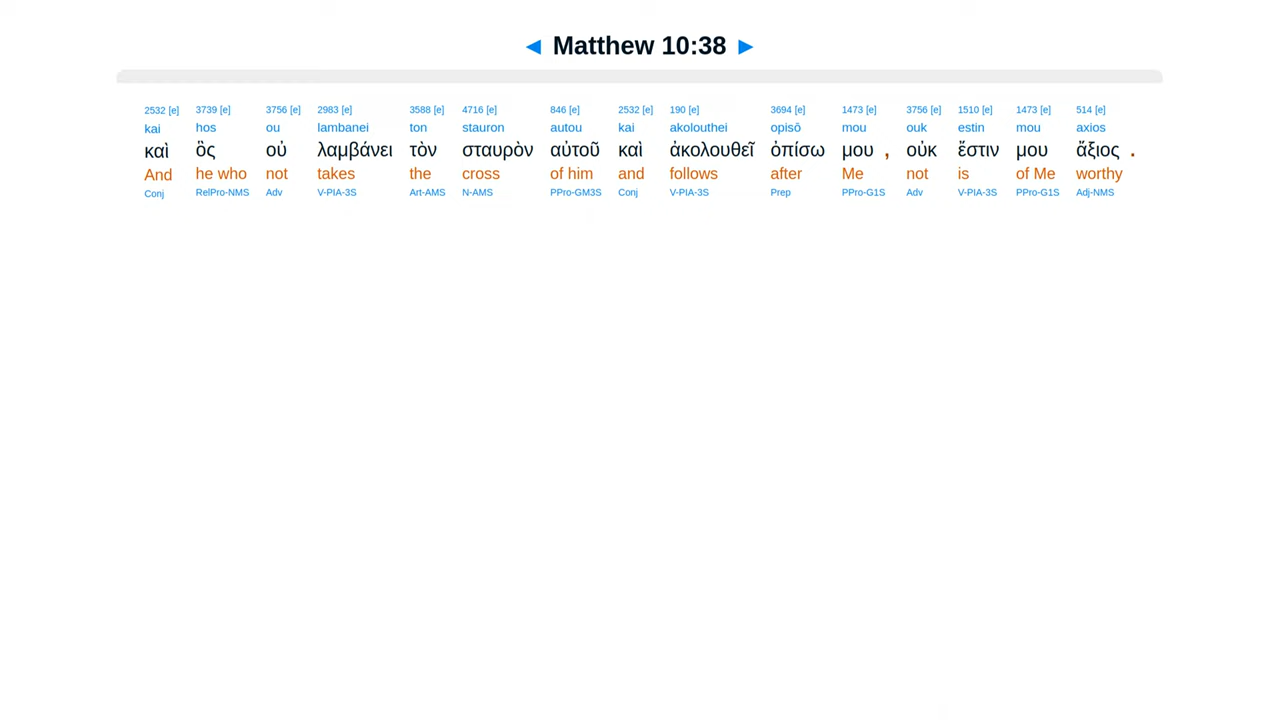 ◄ Matthew 10:38 ►
2532 [e] 3739 [e] 3756 [e] 2983 [e] 3588 [e] 4716 [e] 846 [e] 2532 [e] 190 [e] 3694 [e] 1473 [e] 3756 [e] 1510 [e] 1473 [e] 514 [e]
kai hos ou lambanei ton stauron autou kai akolouthei opisō mou ouk estin mou axios
καὶ ὃς οὐ λαμβάνει τὸν σταυρὸν αὐτοῦ καὶ ἀκολουθεῖ ὀπίσω μου , οὐκ ἔστιν μου ἄξιος .
And he who not takes the cross of him and follows after Me not is of Me worthy
Conj RelPro-NMS Adv V-PIA-3S Art-AMS N-AMS PPro-GM3S Conj V-PIA-3S Prep PPro-G1S Adv V-PIA-3S PPro-G1S Adj-NMS